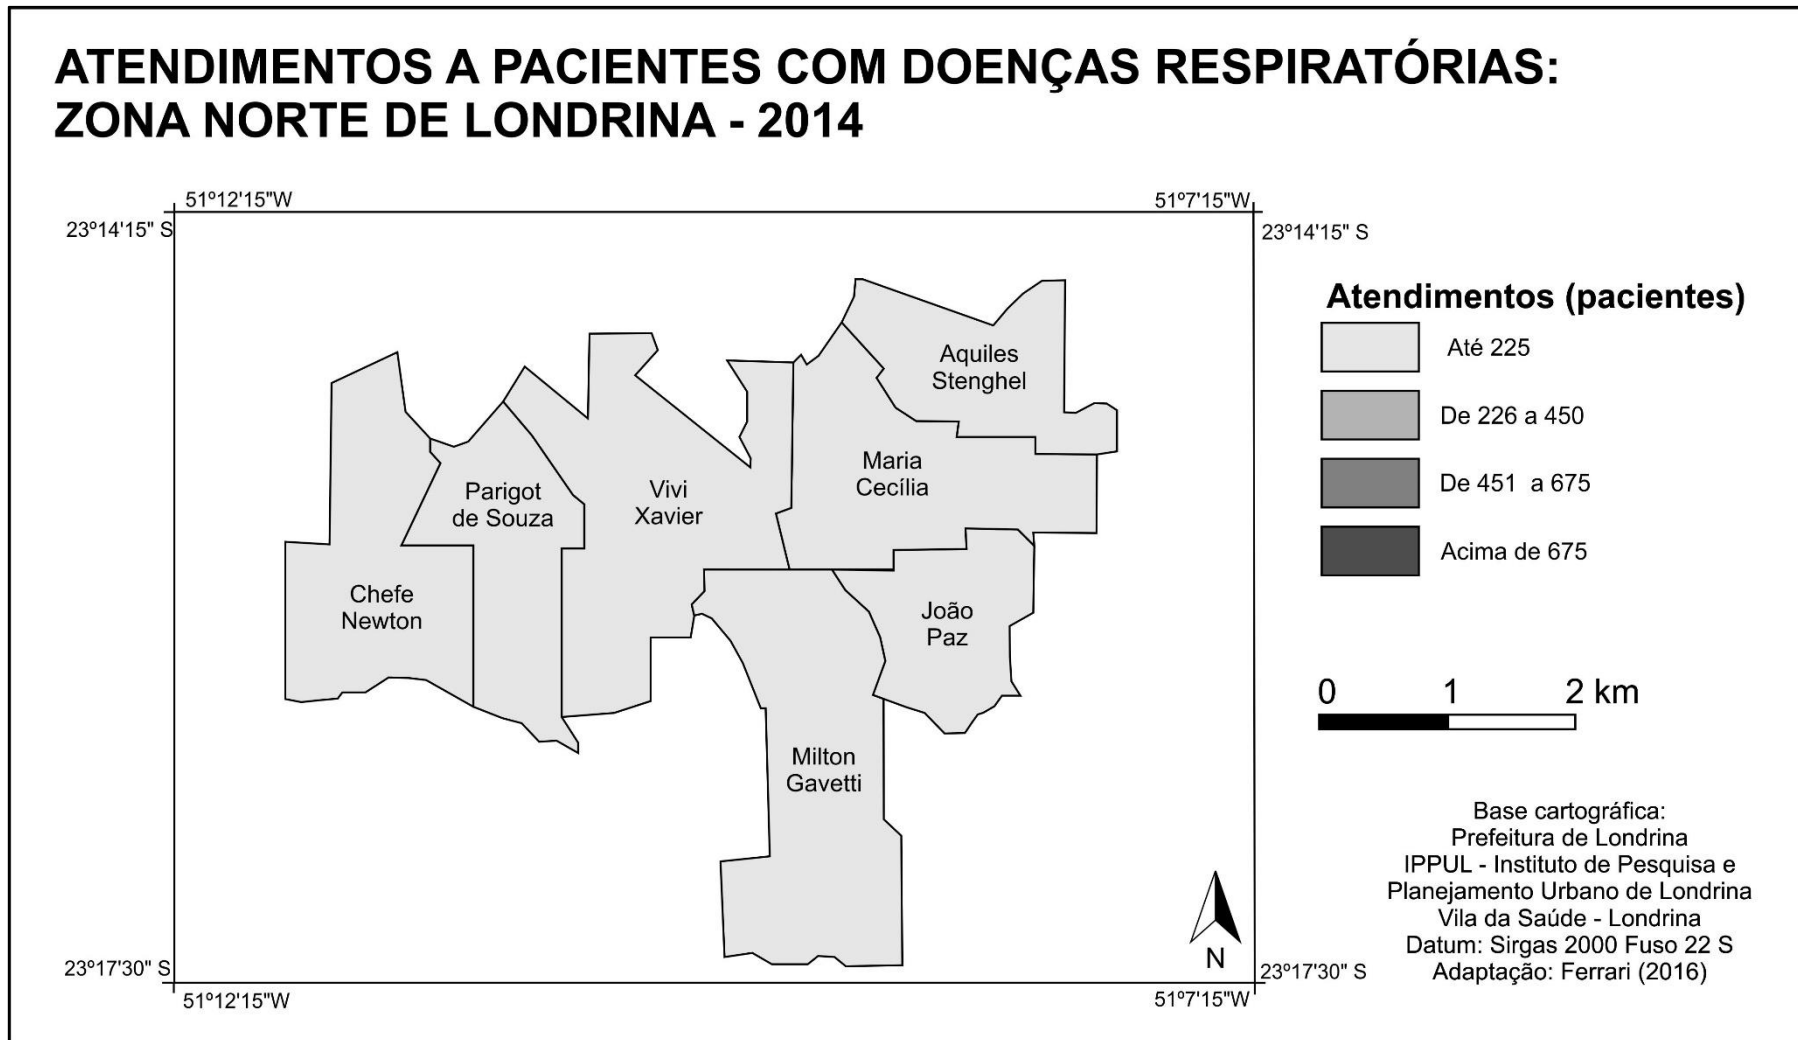 ATENDIMENTOS A PACIENTES COM DOENÇAS RESPIRATÓRIAS:
ZONA NORTE DE LONDRINA - 2014
51º12'15"W
51º7'15"W
23º14'15" S
23º14'15" S
Aquiles
Stenghel
Maria
Cecília
Parigot
de Souza
Vivi
Xavier
Chefe
Newton
João
Paz
Milton
Gavetti
N
23º17'30" S
23º17'30" S
51º12'15"W
51º7'15"W
Atendimentos (pacientes)
Até 225
De 226 a 450
De 451 a 675
Acima de 675
0 1 2 km
Base cartográfica:
Prefeitura de Londrina
IPPUL - Instituto de Pesquisa e
Planejamento Urbano de Londrina
Vila da Saúde - Londrina
Datum: Sirgas 2000 Fuso 22 S
Adaptação: Ferrari (2016)